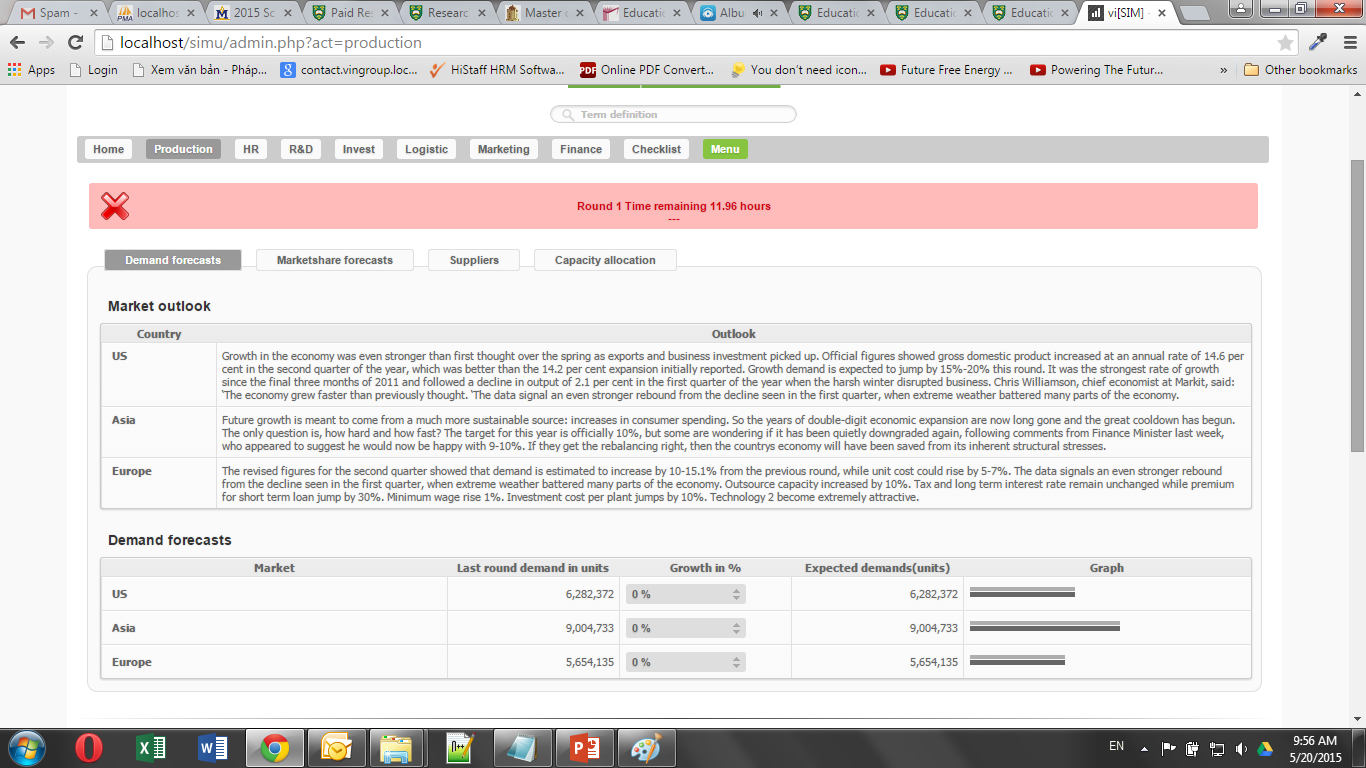 Spam -
localhos
2015 Sc
Paid Re
Researc
Master
Educatio
Albu
Educatio
Educatio
Educatio
vi[SIM] -
localhost/simu/admin.php?act=production
Apps Login Xem văn bản - Pháp... contact.vingroup.loc... HiStaff HRM Softwa... PDF Online PDF Convert... You don't need icon... Future Free Energy ... Powering The Futur... » Other bookmarks
Term definition
Home Production HR R&D Invest Logistic Marketing Finance Checklist Menu
Round 1 Time remaining 11.96 hours
---
Demand forecasts Marketshare forecasts Suppliers Capacity allocation
Market outlook
Country Outlook
US
Growth in the economy was even stronger than first thought over the spring as exports and business investment picked up. Official figures showed gross domestic product increased at an annual rate of 14.6 per
cent in the second quarter of the year, which was better than the 14.2 per cent expansion initially reported. Growth demand is expected to jump by 15%-20% this round. It was the strongest rate of growth
since the final three months of 2011 and followed a decline in output of 2.1 per cent in the first quarter of the year when the harsh winter disrupted business. Chris Williamson, chief economist at Markit, said:
'The economy grew faster than previously thought. 'The data signal an even stronger rebound from the decline seen in the first quarter, when extreme weather battered many parts of the economy.
Asia
Future growth is meant to come from a much more sustainable source: increases in consumer spending. So the years of double-digit economic expansion are now long gone and the great cooldown has begun.
The only question is, how hard and how fast? The target for this year is officially 10%, but some are wondering if it has been quietly downgraded again, following comments from Finance Minister last week,
who appeared to suggest he would now be happy with 9-10%. If they get the rebalancing right, then the countrys economy will have been saved from its inherent structural stresses.
Europe
The revised figures for the second quarter showed that demand is estimated to increase by 10-15.1% from the previous round, while unit cost could rise by 5-7%. The data signals an even stronger rebound
from the decline seen in the first quarter, when extreme weather battered many parts of the economy. Outsource capacity increased by 10%. Tax and long term interest rate remain unchanged while premium
for short term loan jump by 30%. Minimum wage rise 1%. Investment cost per plant jumps by 10%. Technology 2 become extremely attractive.
Demand forecasts
Market Last round demand in units Growth in % Expected demands(units) Graph
US 6,282,372 0 % 6,282,372
Asia 9,004,733 0 % 9,004,733
Europe 5,654,135 0 % 5,654,135
EN
9:56 AM
5/20/2015